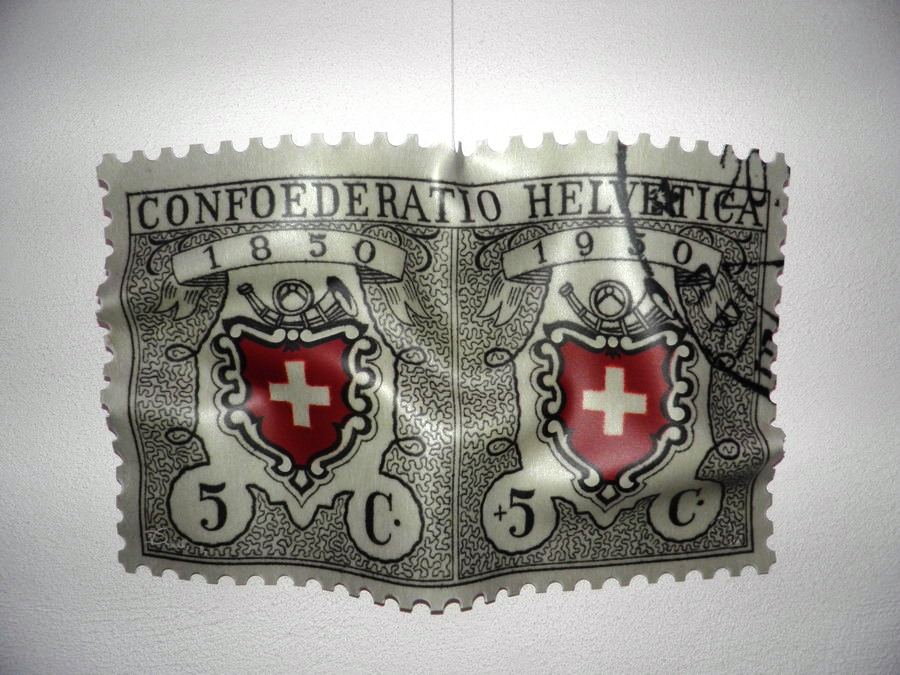 CONFOEDERATIO HELVETICA
1850 1950
5 C. +5 C.